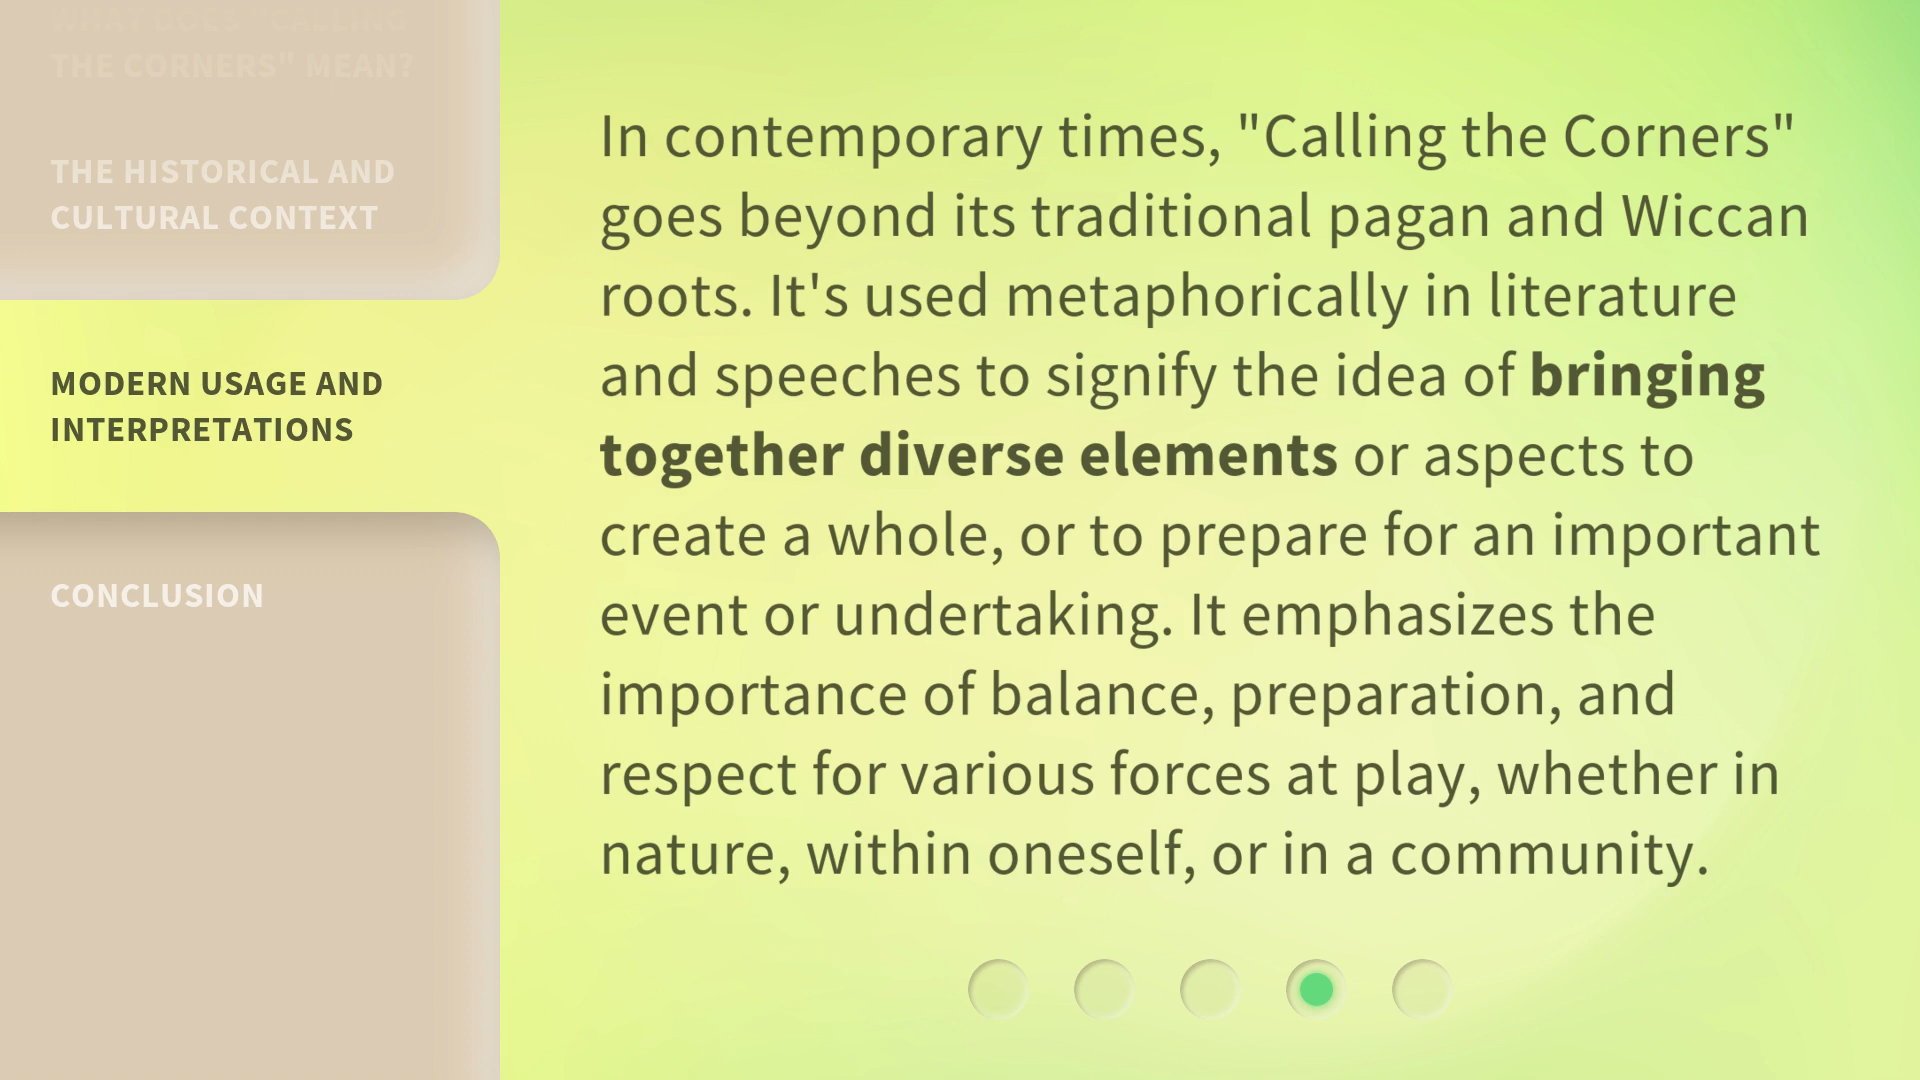 WHAT DOES "CALLING
THE CORNERS" MEAN?
THE HISTORICAL AND
CULTURAL CONTEXT
MODERN USAGE AND
INTERPRETATIONS
CONCLUSION
In contemporary times, "Calling the Corners"
goes beyond its traditional pagan and Wiccan
roots. It's used metaphorically in literature
and speeches to signify the idea of bringing
together diverse elements or aspects to
create a whole, or to prepare for an important
event or undertaking. It emphasizes the
importance of balance, preparation, and
respect for various forces at play, whether in
nature, within oneself, or in a community.